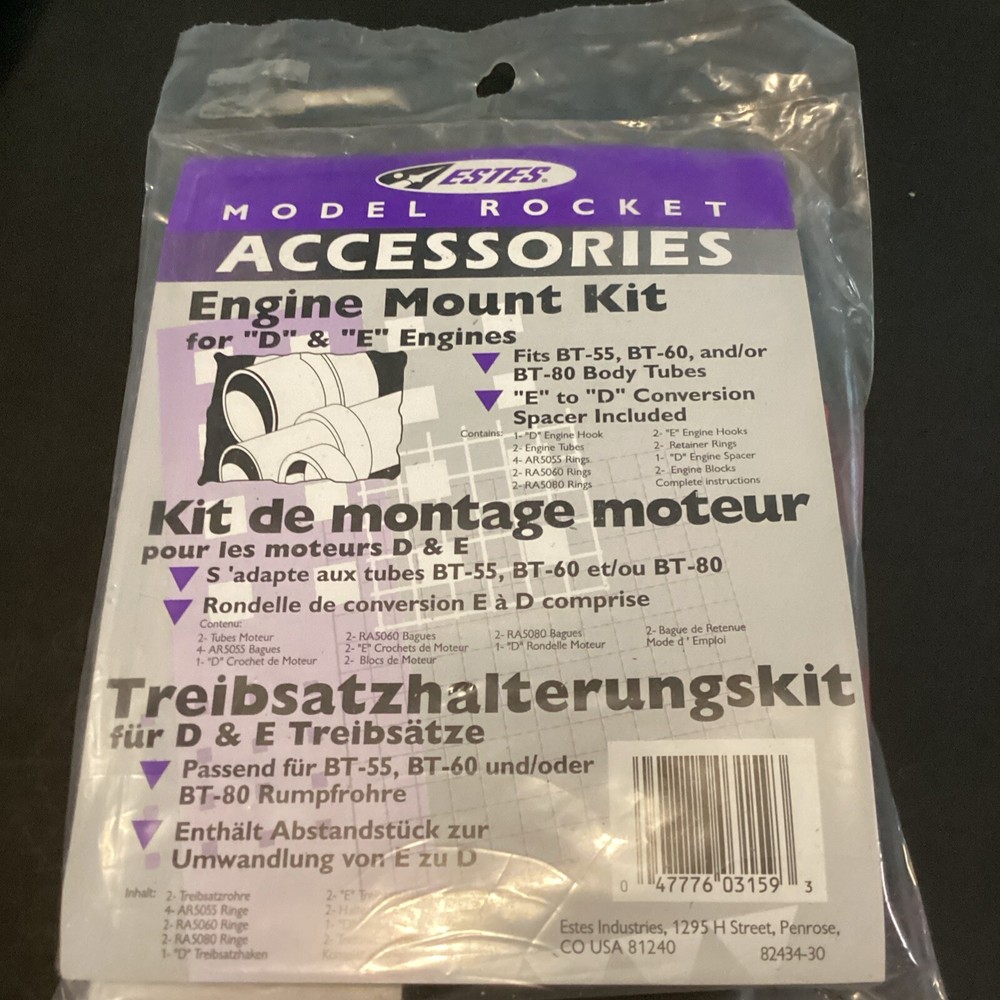 ESTES
MODEL ROCKET
ACCESSORIES
Engine Mount Kit
for "D" & "E" Engines
Fits BT-55, BT-60, and/or
BT-80 Body Tubes
"E" to "D" Conversion
Spacer Included
Contains:
1- "D" Engine Hook
2- Engine Tubes
4- AR5055 Rings
2- RA5060 Rings
2- RA5080 Rings
2- "E" Engine Hooks
2- Retainer Rings
1- "D" Engine Spacer
2- Engine Blocks
Complete instructions
Kit de montage moteur
pour les moteurs D & E
S 'adapte aux tubes BT-55, BT-60 et/ou BT-80
Rondelle de conversion E à D comprise
Contenu:
2- Tubes Moteur
4- AR5055 Bagues
1- "D" Crochet de Moteur
2- RA5060 Bagues
2- "E" Crochets de Moteur
2- Blocs de Moteur
2- RA5080 Bagues
1- "D" Rondelle Moteur
2- Bague de Retenue
Mode d' Emploi
Treibsatzhalterungskit
für D & E Treibsätze
Passend für BT-55, BT-60 und/oder
BT-80 Rumpfrohre
Enthält Abstandstück zur
Umwandlung von E zu D
Inhalt:
2- Treibsatzrohre
4- AR5055 Ringe
2- RA5060 Ringe
2- RA5080 Ringe
1- "D" Treibsatzhaken
2- "E"
0 47776 03159 3
Estes Industries, 1295 H Street, Penrose,
CO USA 81240
82434-30